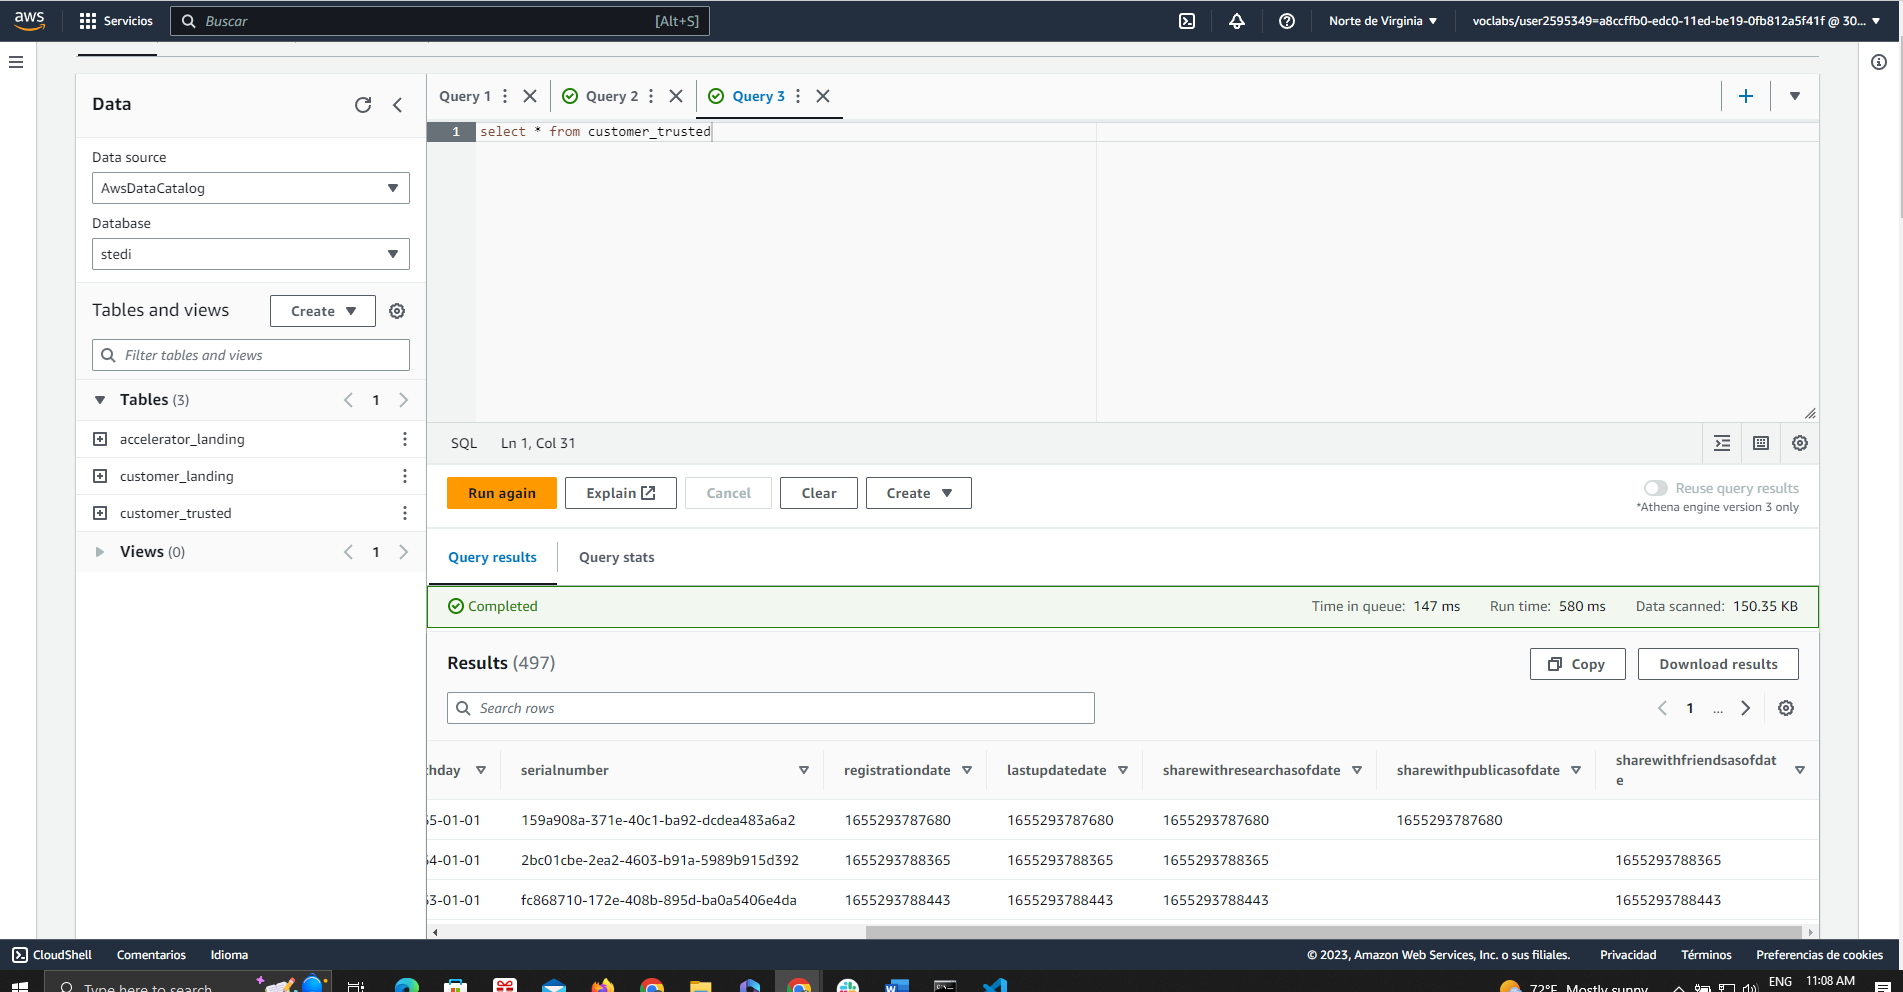 aws
Servicios
Buscar
[Alt+S]
Norte de Virginia
voclabs/user2595349=a8ccffb0-edc0-11ed-be19-0fb812a5f41f @ 30...
Data
Data source
AwsDataCatalog
Database
stedi
Tables and views
Create
Filter tables and views
Tables (3)
1
accelerator_landing
customer_landing
customer_trusted
Views (0)
1
Query 1
Query 2
Query 3
1 select * from customer_trusted
SQL
Ln 1, Col 31
Run again
Explain
Cancel
Clear
Create
Reuse query results
*Athena engine version 3 only
Query results
Query stats
Completed
Time in queue: 147 ms
Run time: 580 ms
Data scanned: 150.35 KB
Results (497)
Copy
Download results
Search rows
1 ...
thday serialnumber registrationdate lastupdatedate sharewithresearchasofdate sharewithpublicasofdate sharewithfriendsasofdat
e
55-01-01 159a908a-371e-40c1-ba92-dcdea483a6a2 1655293787680 1655293787680 1655293787680 1655293787680
54-01-01 2bc01cbe-2ea2-4603-b91a-5989b915d392 1655293788365 1655293788365 1655293788365 1655293788365
53-01-01 fc868710-172e-408b-895d-ba0a5406e4da 1655293788443 1655293788443 1655293788443 1655293788443
CloudShell
Comentarios
Idioma
© 2023, Amazon Web Services, Inc. o sus filiales.
Privacidad
Términos
Preferencias de cookies
Type here to search
72°F Mostly sunny
ENG
11:08 AM